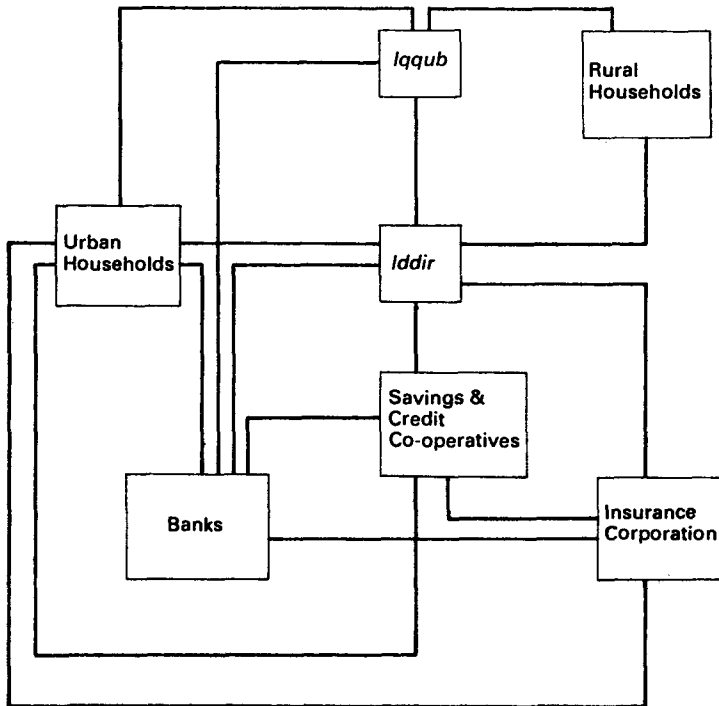 Iqqub
Rural
Households
Urban
Households
Iddir
Savings &
Credit
Co-operatives
Banks
Insurance
Corporation